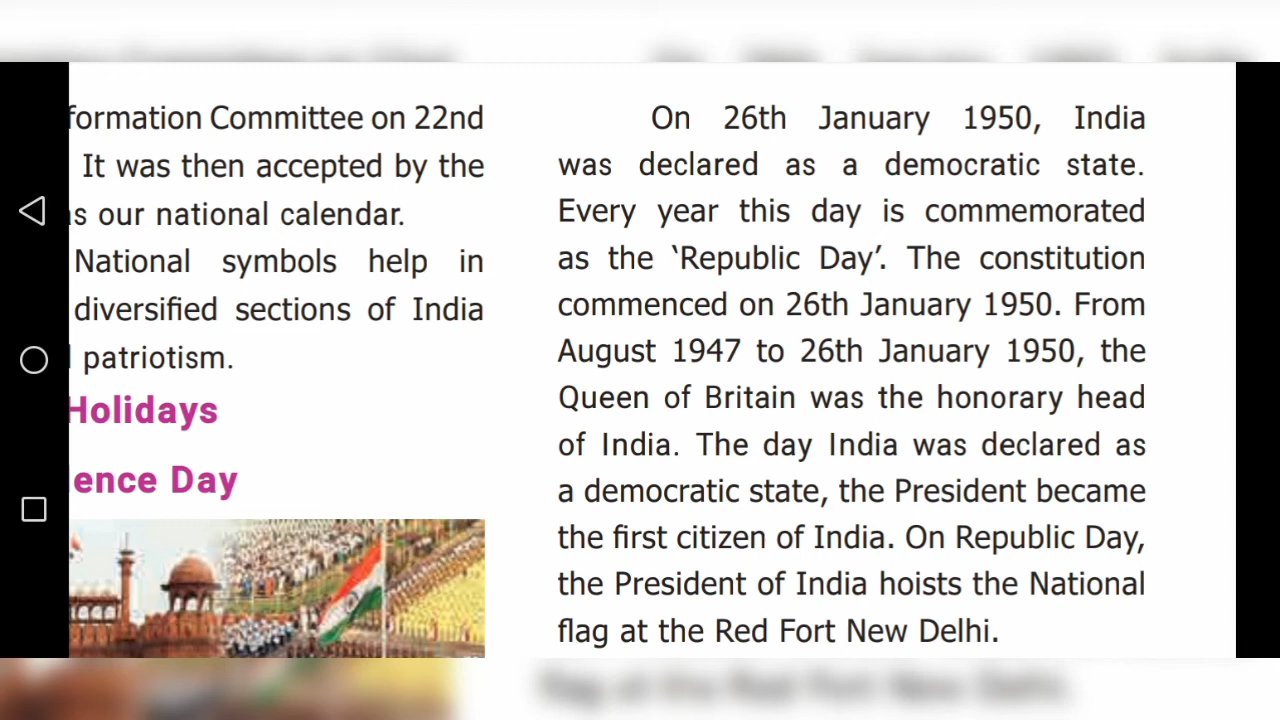 formation Committee on 22nd
It was then accepted by the
as our national calendar.
National symbols help in
diversified sections of India
patriotism.
Holidays
ence Day
On 26th January 1950, India
was declared as a democratic state.
Every year this day is commemorated
as the ‘Republic Day’. The constitution
commenced on 26th January 1950. From
August 1947 to 26th January 1950, the
Queen of Britain was the honorary head
of India. The day India was declared as
a democratic state, the President became
the first citizen of India. On Republic Day,
the President of India hoists the National
flag at the Red Fort New Delhi.